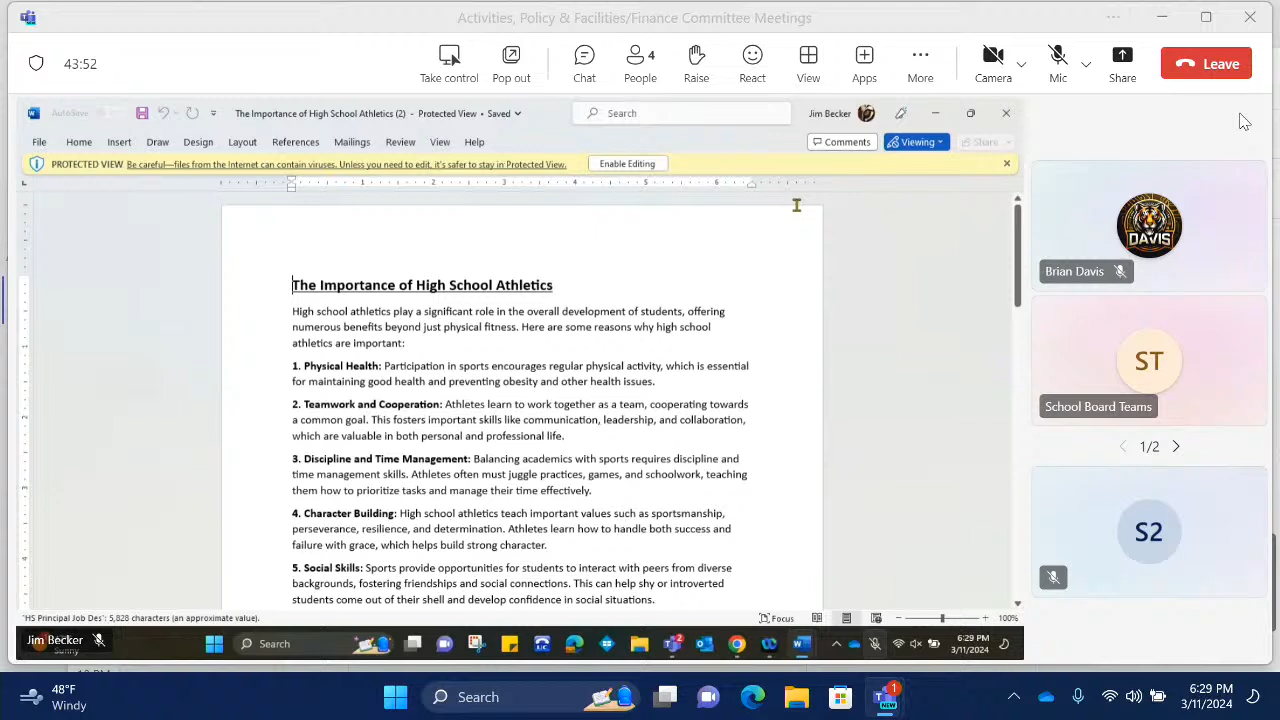 Activities, Policy & Facilities/Finance Committee Meetings
43:52
Take control
Pop out
Chat
4
People
Raise
React
View
Apps
More
Camera
Mic
Share
Leave
AutoSave
The Importance of High School Athletics (2) - Protected View • Saved
Search
Jim Becker
File Home Insert Draw Design Layout References Mailings Review View Help
Comments
Viewing
Share
PROTECTED VIEW Be careful—files from the Internet can contain viruses. Unless you need to edit, it's safer to stay in Protected View.
Enable Editing
1 2 3 4 5 6
The Importance of High School Athletics
High school athletics play a significant role in the overall development of students, offering
numerous benefits beyond just physical fitness. Here are some reasons why high school
athletics are important:
1. Physical Health: Participation in sports encourages regular physical activity, which is essential
for maintaining good health and preventing obesity and other health issues.
2. Teamwork and Cooperation: Athletes learn to work together as a team, cooperating towards
a common goal. This fosters important skills like communication, leadership, and collaboration,
which are valuable in both personal and professional life.
3. Discipline and Time Management: Balancing academics with sports requires discipline and
time management skills. Athletes often must juggle practices, games, and schoolwork, teaching
them how to prioritize tasks and manage their time effectively.
4. Character Building: High school athletics teach important values such as sportsmanship,
perseverance, resilience, and determination. Athletes learn how to handle both success and
failure with grace, which helps build strong character.
5. Social Skills: Sports provide opportunities for students to interact with peers from diverse
backgrounds, fostering friendships and social connections. This can help shy or introverted
students come out of their shell and develop confidence in social situations.
"HS Principal Job Des": 5,828 characters (an approximate value).
Focus
100%
DAVIS
Brian Davis
ST
School Board Teams
1/2
S2
Jim Becker
Sunny
Search
2
6:29 PM
3/11/2024
48°F
Windy
Search
1
NEW
6:29 PM
3/11/2024